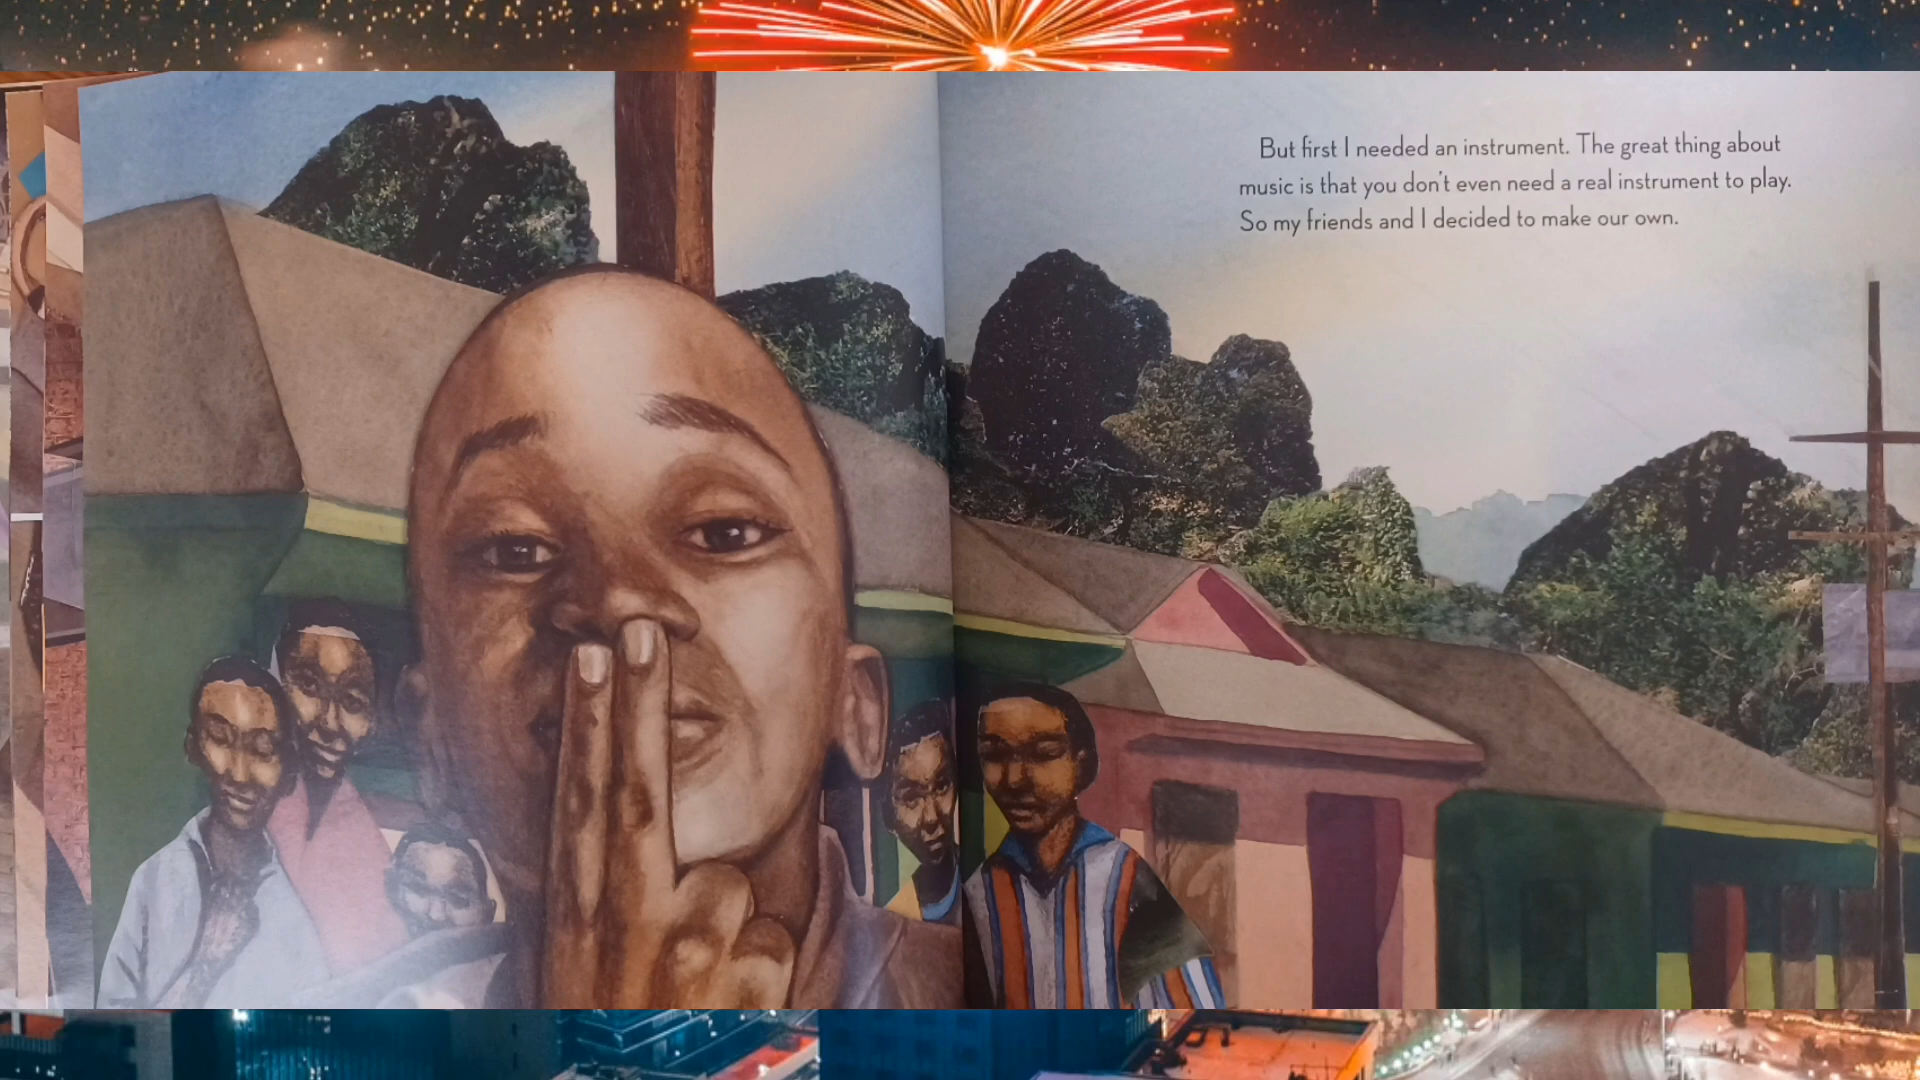 But first I needed an instrument. The great thing about
music is that you don't even need a real instrument to play.
So my friends and I decided to make our own.